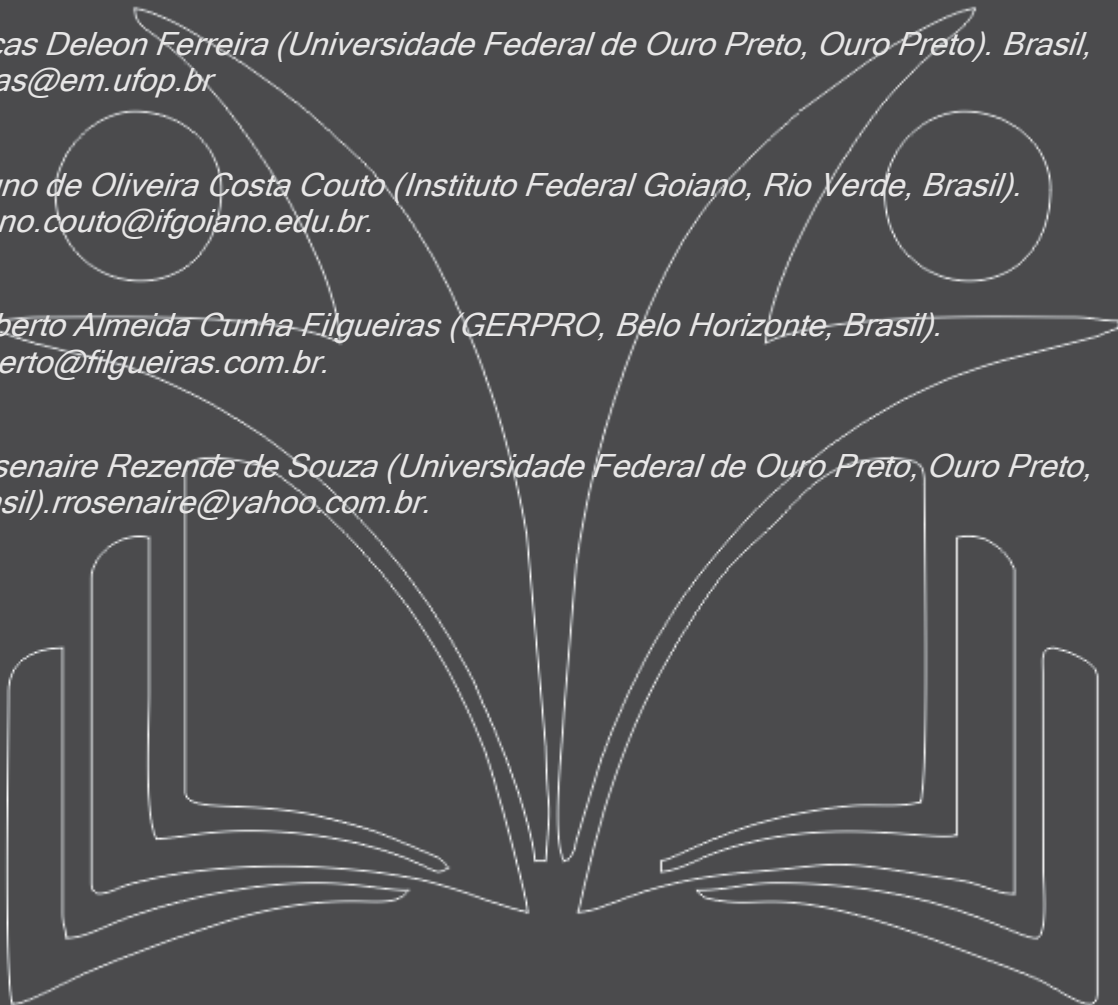 cas Deleon Ferreira (Universidade Federal de Ouro Preto, Ouro Preto). Brasil,
as@em.ufop.br
no de Oliveira Costa Couto (Instituto Federal Goiano, Rio Verde, Brasil).
no.couto@ifgoiano.edu.br.
berto Almeida Cunha Filgueiras (GERPRO, Belo Horizonte, Brasil).
erto@filgueiras.com.br.
senaire Rezende de Souza (Universidade Federal de Ouro Preto, Ouro Preto,
sil).rrosenaire@yahoo.com.br.